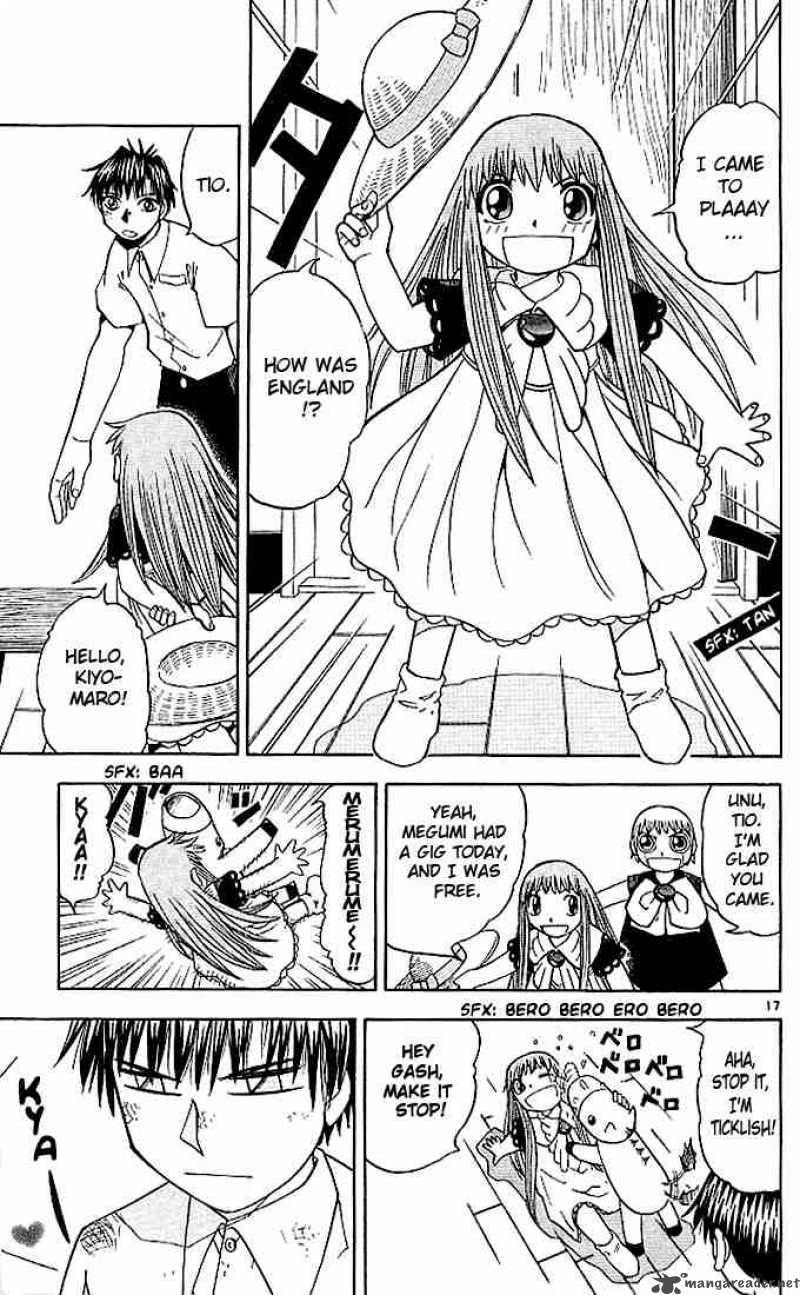 I CAME
TO
PLAAAY
...
タ
HOW WAS
ENGLAND
!?
SFX: TAN
TIO.
HELLO,
KIYO-
MARO!
UNU,
TIO.
I'M
GLAD
YOU
CAME.
YEAH,
MEGUMI HAD
A GIG TODAY,
AND I WAS
FREE.
SFX: BAA
MERUMERUME~!!
KYAA!!
17
SFX: BERO BERO ERO BERO
AHA,
STOP IT,
I'M
TICKLISH!
HEY
GASH,
MAKE IT
STOP!
KYA
mangareader.net